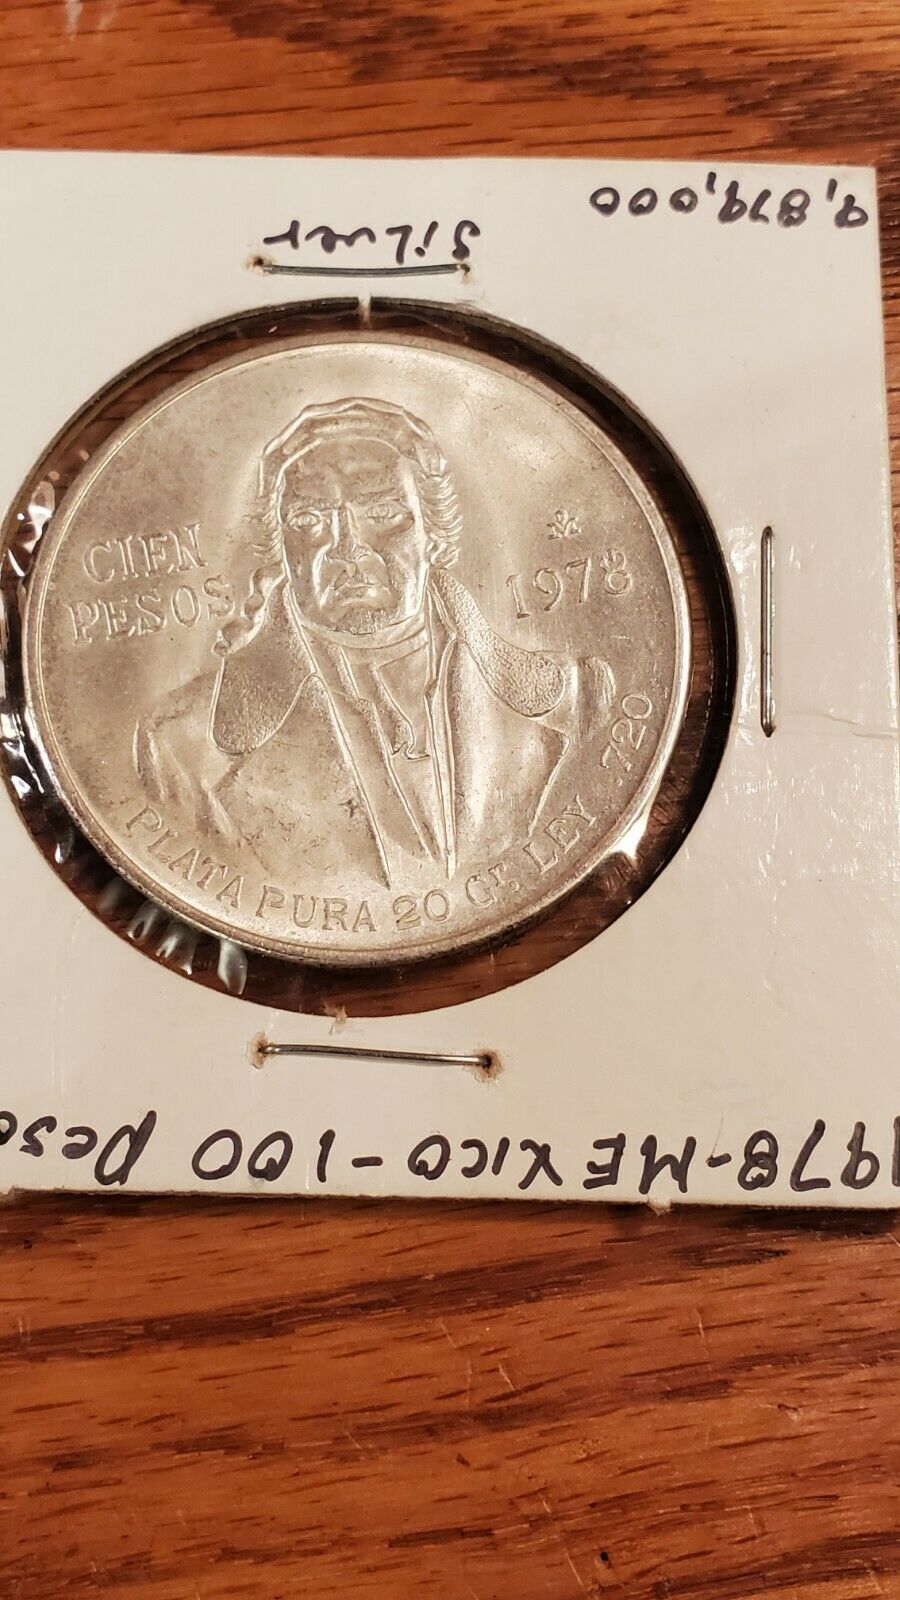 9,879,000
Silver
CIEN
PESOS
1978
PLATA PURA 20 Gr. LEY .720
1978-MEXICO-100 Peso